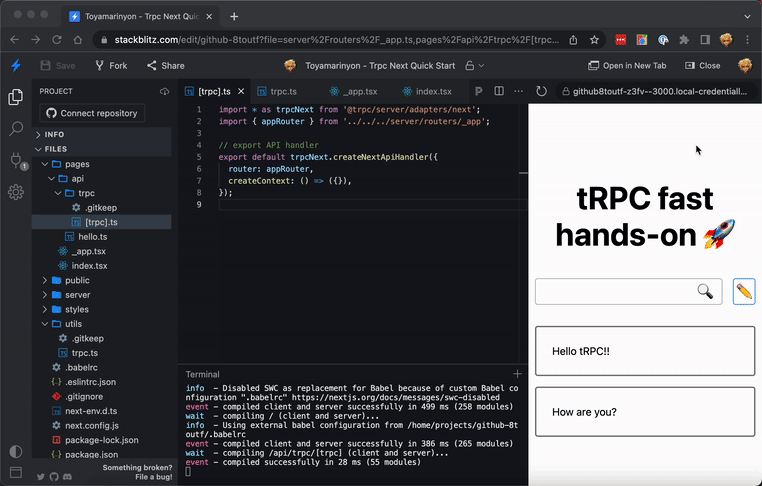 Toyamarinyon - Trpc Next Quick S
stackblitz.com/edit/github-8toutf?file=server%2Frouters%2F_app.ts,pages%2Fapi%2Ftrpc%2F[trpc...
Save Fork Share Toyamarinyon - Trpc Next Quick Start Open in New Tab Close
PROJECT
Connect repository
INFO
FILES
pages
api
trpc
.gitkeep
[trpc].ts
hello.ts
_app.tsx
index.tsx
public
server
styles
utils
.gitkeep
trpc.ts
.babelrc
.eslintrc.json
.gitignore
next-env.d.ts
next.config.js
package-lock.json
package.json
Something broken?
File a bug!
1
[trpc].ts trpc.ts _app.tsx index.tsx
1 import * as trpcNext from '@trpc/server/adapters/next';
2 import { appRouter } from '../../../server/routers/_app';
3
4 // export API handler
5 export default trpcNext.createNextApiHandler({
6 router: appRouter,
7 createContext: () => ({}),
8 });
9
Terminal
info - Disabled SWC as replacement for Babel because of custom Babel co
nfiguration ".babelrc" https://nextjs.org/docs/messages/swc-disabled
event - compiled client and server successfully in 499 ms (258 modules)
wait - compiling / (client and server)...
info - Using external babel configuration from /home/projects/github-8t
outf/.babelrc
event - compiled client and server successfully in 386 ms (265 modules)
wait - compiling /api/trpc/[trpc] (client and server)...
event - compiled successfully in 28 ms (55 modules)
github8toutf-z3fv--3000.local-credentiall...
tRPC fast
hands-on 🚀
Hello tRPC!!
How are you?